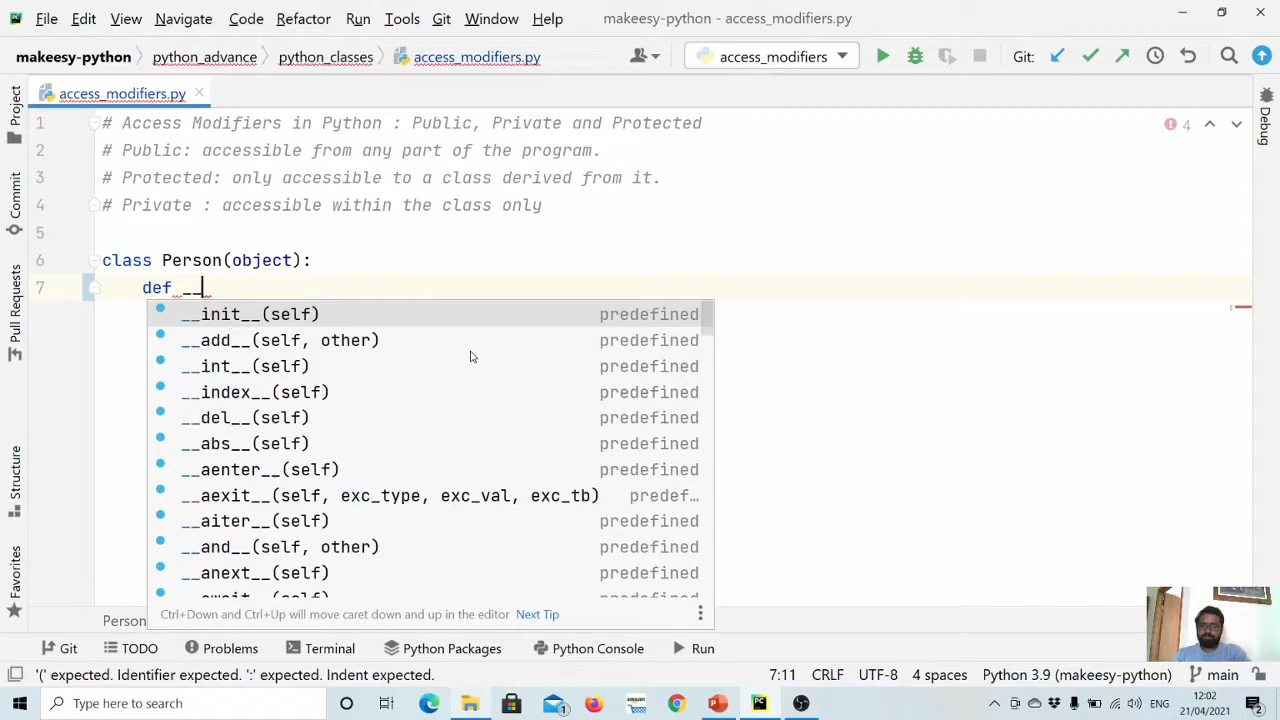 File Edit View Navigate Code Refactor Run Tools Git Window Help makeesy-python - access_modifiers.py
makeesy-python python_advance python_classes access_modifiers.py access_modifiers Git:
access_modifiers.py
Project
Commit
Pull Requests
Structure
Favorites
Debug
1 # Access Modifiers in Python : Public, Private and Protected 4
2 # Public: accessible from any part of the program.
3 # Protected: only accessible to a class derived from it.
4 # Private : accessible within the class only
5
6 class Person(object):
7 def __
__init__(self) predefined
__add__(self, other) predefined
__int__(self) predefined
__index__(self) predefined
__del__(self) predefined
__abs__(self) predefined
__aenter__(self) predefined
__aexit__(self, exc_type, exc_val, exc_tb) predef…
__aiter__(self) predefined
__and__(self, other) predefined
__anext__(self) predefined
Ctrl+Down and Ctrl+Up will move caret down and up in the editor Next Tip
Person
Git TODO Problems Terminal Python Packages Python Console Run
'(' expected. Identifier expected. ':' expected. Indent expected. 7:11 CRLF UTF-8 4 spaces Python 3.9 (makeesy-python) main
Type here to search ENG 12:02
21/04/2021 2